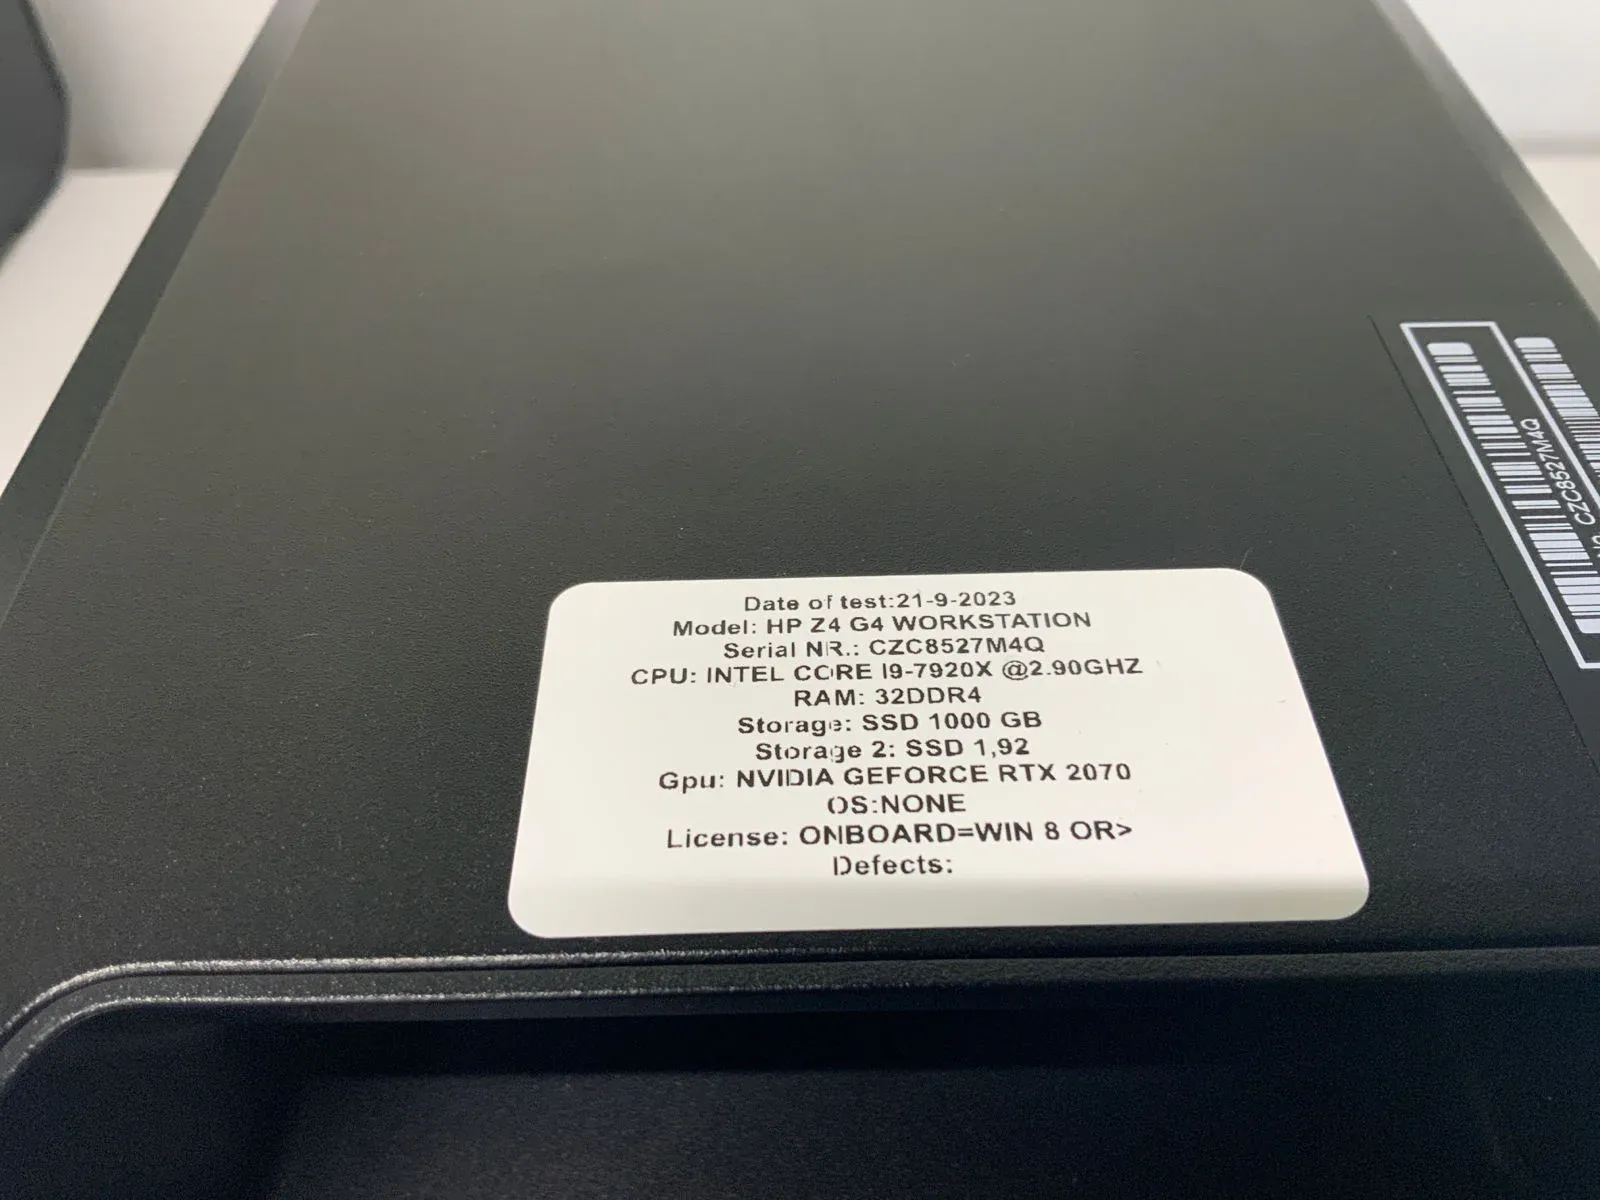 Date of test:21-9-2023
Model: HP Z4 G4 WORKSTATION
Serial NR.: CZC8527M4Q
CPU: INTEL CORE I9-7920X @2.90GHZ
RAM: 32DDR4
Storage: SSD 1000 GB
Storage 2: SSD 1,92
Gpu: NVIDIA GEFORCE RTX 2070
OS:NONE
License: ONBOARD=WIN 8 OR>
Defects:
CZC8527M4Q